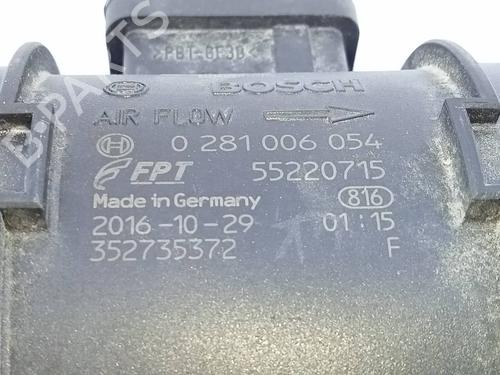 >PBT-GF30<
BOSCH
AIR FLOW
0 281 006 054
FPT 55220715
Made in Germany 816
2016-10-29 01:15
352735372 F
B-PARTS